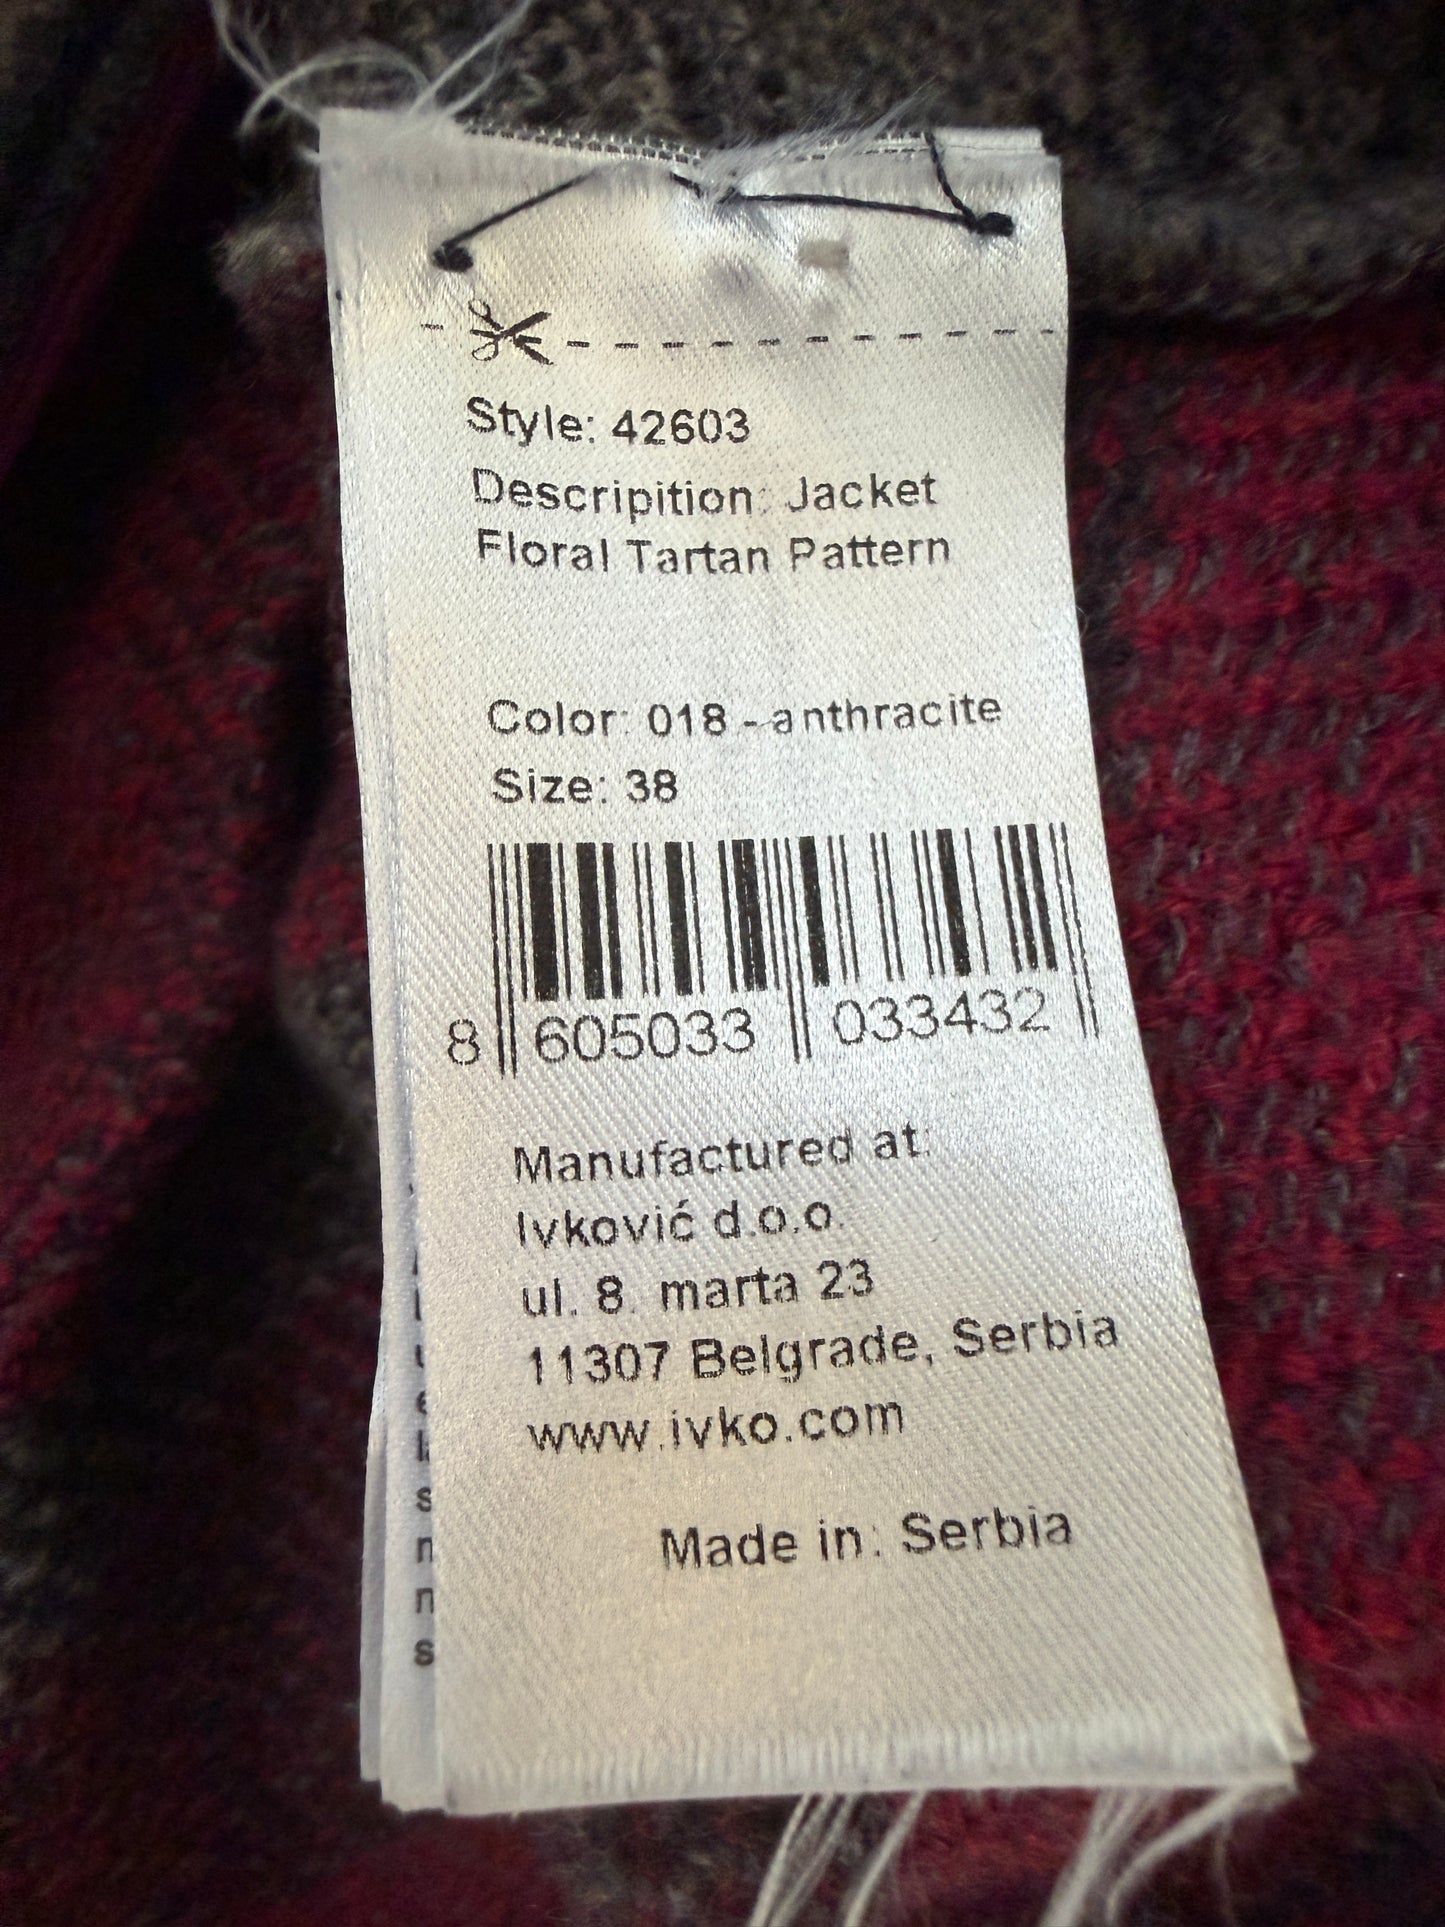 Style: 42603
Descripition: Jacket
Floral Tartan Pattern
Color: 018 - anthracite
Size: 38
8 605033 033432
Manufactured at:
Ivković d.o.o.
ul. 8. marta 23
11307 Belgrade, Serbia
www.ivko.com
Made in: Serbia